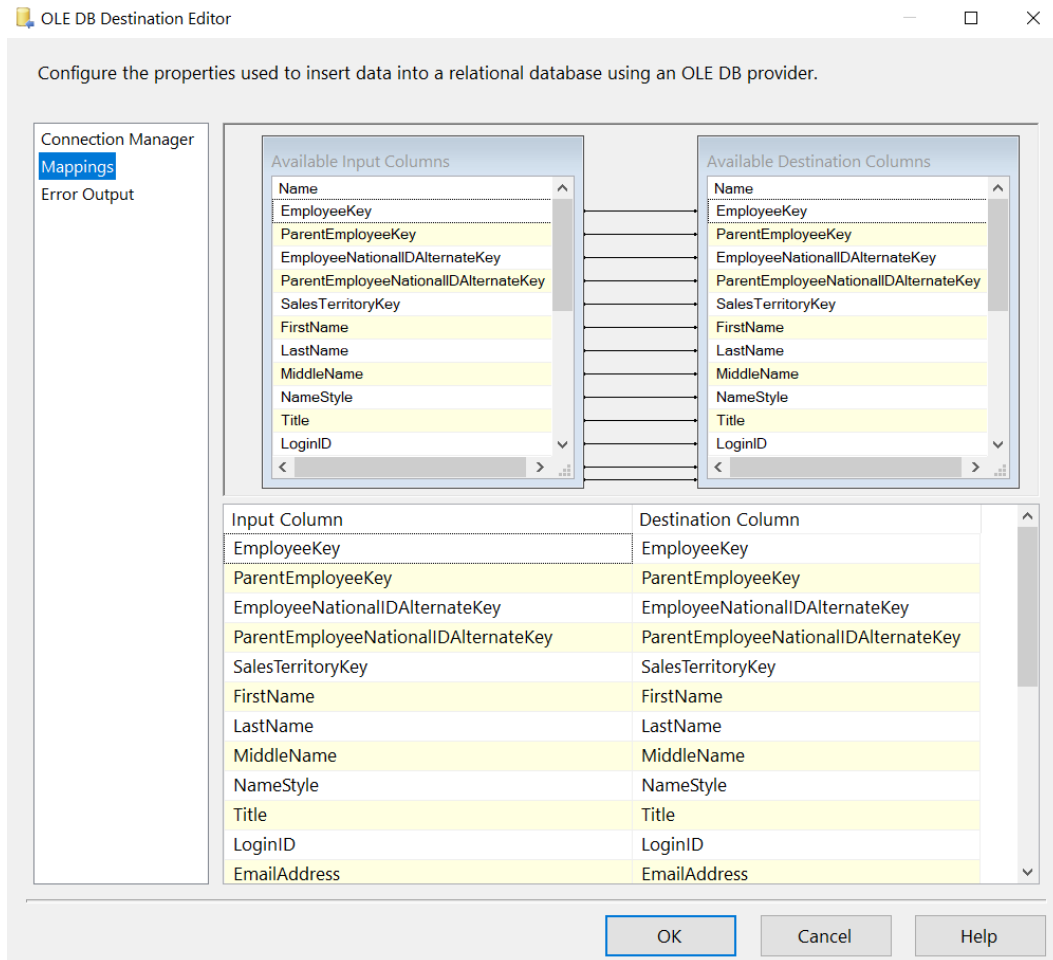 OLE DB Destination Editor
Configure the properties used to insert data into a relational database using an OLE DB provider.
Connection Manager
Mappings
Error Output
Available Input Columns
Name
EmployeeKey
ParentEmployeeKey
EmployeeNationalIDAlternateKey
ParentEmployeeNationalIDAlternateKey
SalesTerritoryKey
FirstName
LastName
MiddleName
NameStyle
Title
LoginID
Available Destination Columns
Name
EmployeeKey
ParentEmployeeKey
EmployeeNationalIDAlternateKey
ParentEmployeeNationalIDAlternateKey
SalesTerritoryKey
FirstName
LastName
MiddleName
NameStyle
Title
LoginID
Input Column Destination Column
EmployeeKey EmployeeKey
ParentEmployeeKey ParentEmployeeKey
EmployeeNationalIDAlternateKey EmployeeNationalIDAlternateKey
ParentEmployeeNationalIDAlternateKey ParentEmployeeNationalIDAlternateKey
SalesTerritoryKey SalesTerritoryKey
FirstName FirstName
LastName LastName
MiddleName MiddleName
NameStyle NameStyle
Title Title
LoginID LoginID
EmailAddress EmailAddress
OK Cancel Help